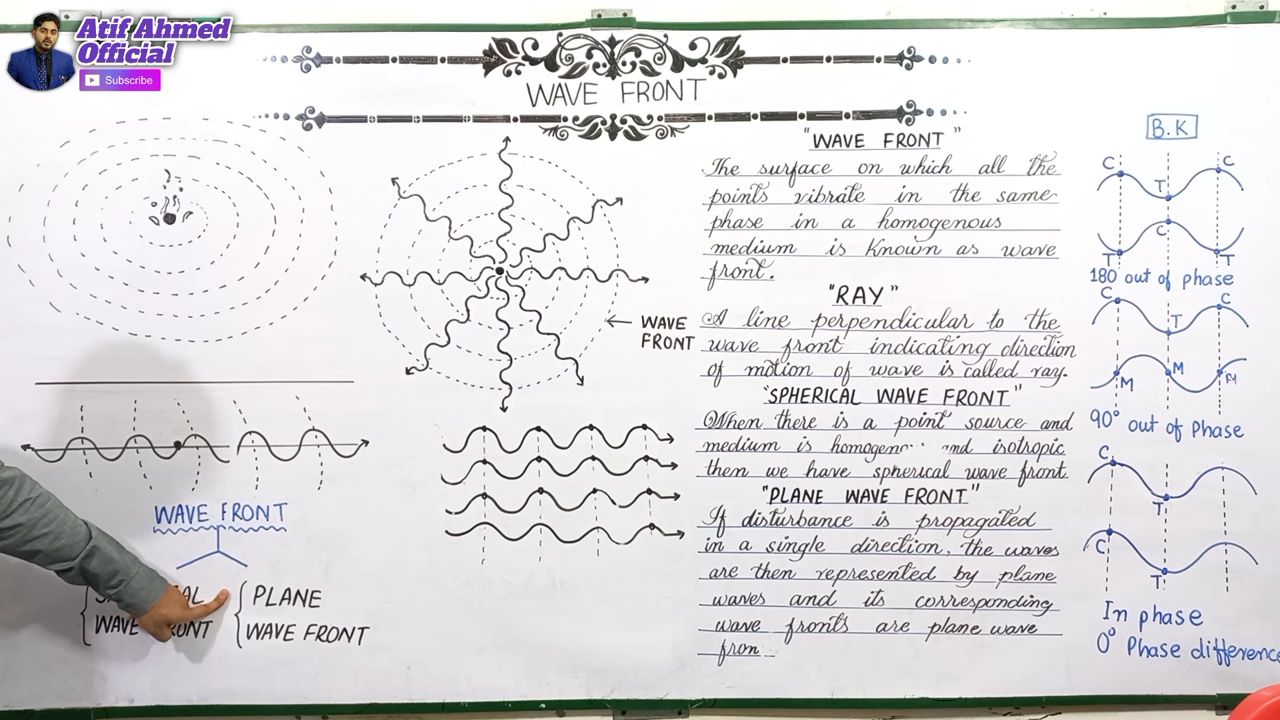 Atif Ahmed
Official
Subscribe
WAVE FRONT
WAVE
FRONT
WAVE FRONT
WAVE FRONT
PLANE
WAVE FRONT
"WAVE FRONT"
The surface on which all the
points vibrate in the same
phase in a homogenous
medium is known as wave
front.
"RAY"
A line perpendicular to the
wave front indicating direction
of motion of wave is called ray.
"SPHERICAL WAVE FRONT"
When there is a point source and
medium is homogen and isotropic
then we have spherical wave front.
"PLANE WAVE FRONT"
If disturbance is propagated
in a single direction, the waves
are then represented by plane
waves and its corresponding
wave fronts are plane wave
fron
B.K
C T C
T C T
180 out of phase
C T C
M M M
90° out of Phase
C T
C T
In phase
0° Phase difference